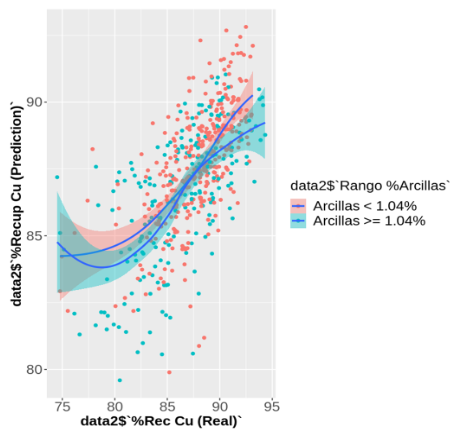 data2$`%Recup Cu (Prediction)`
90
85
80
75
80
85
90
95
data2$`%Rec Cu (Real)`
data2$`Rango %Arcillas`
Arcillas < 1.04%
Arcillas >= 1.04%